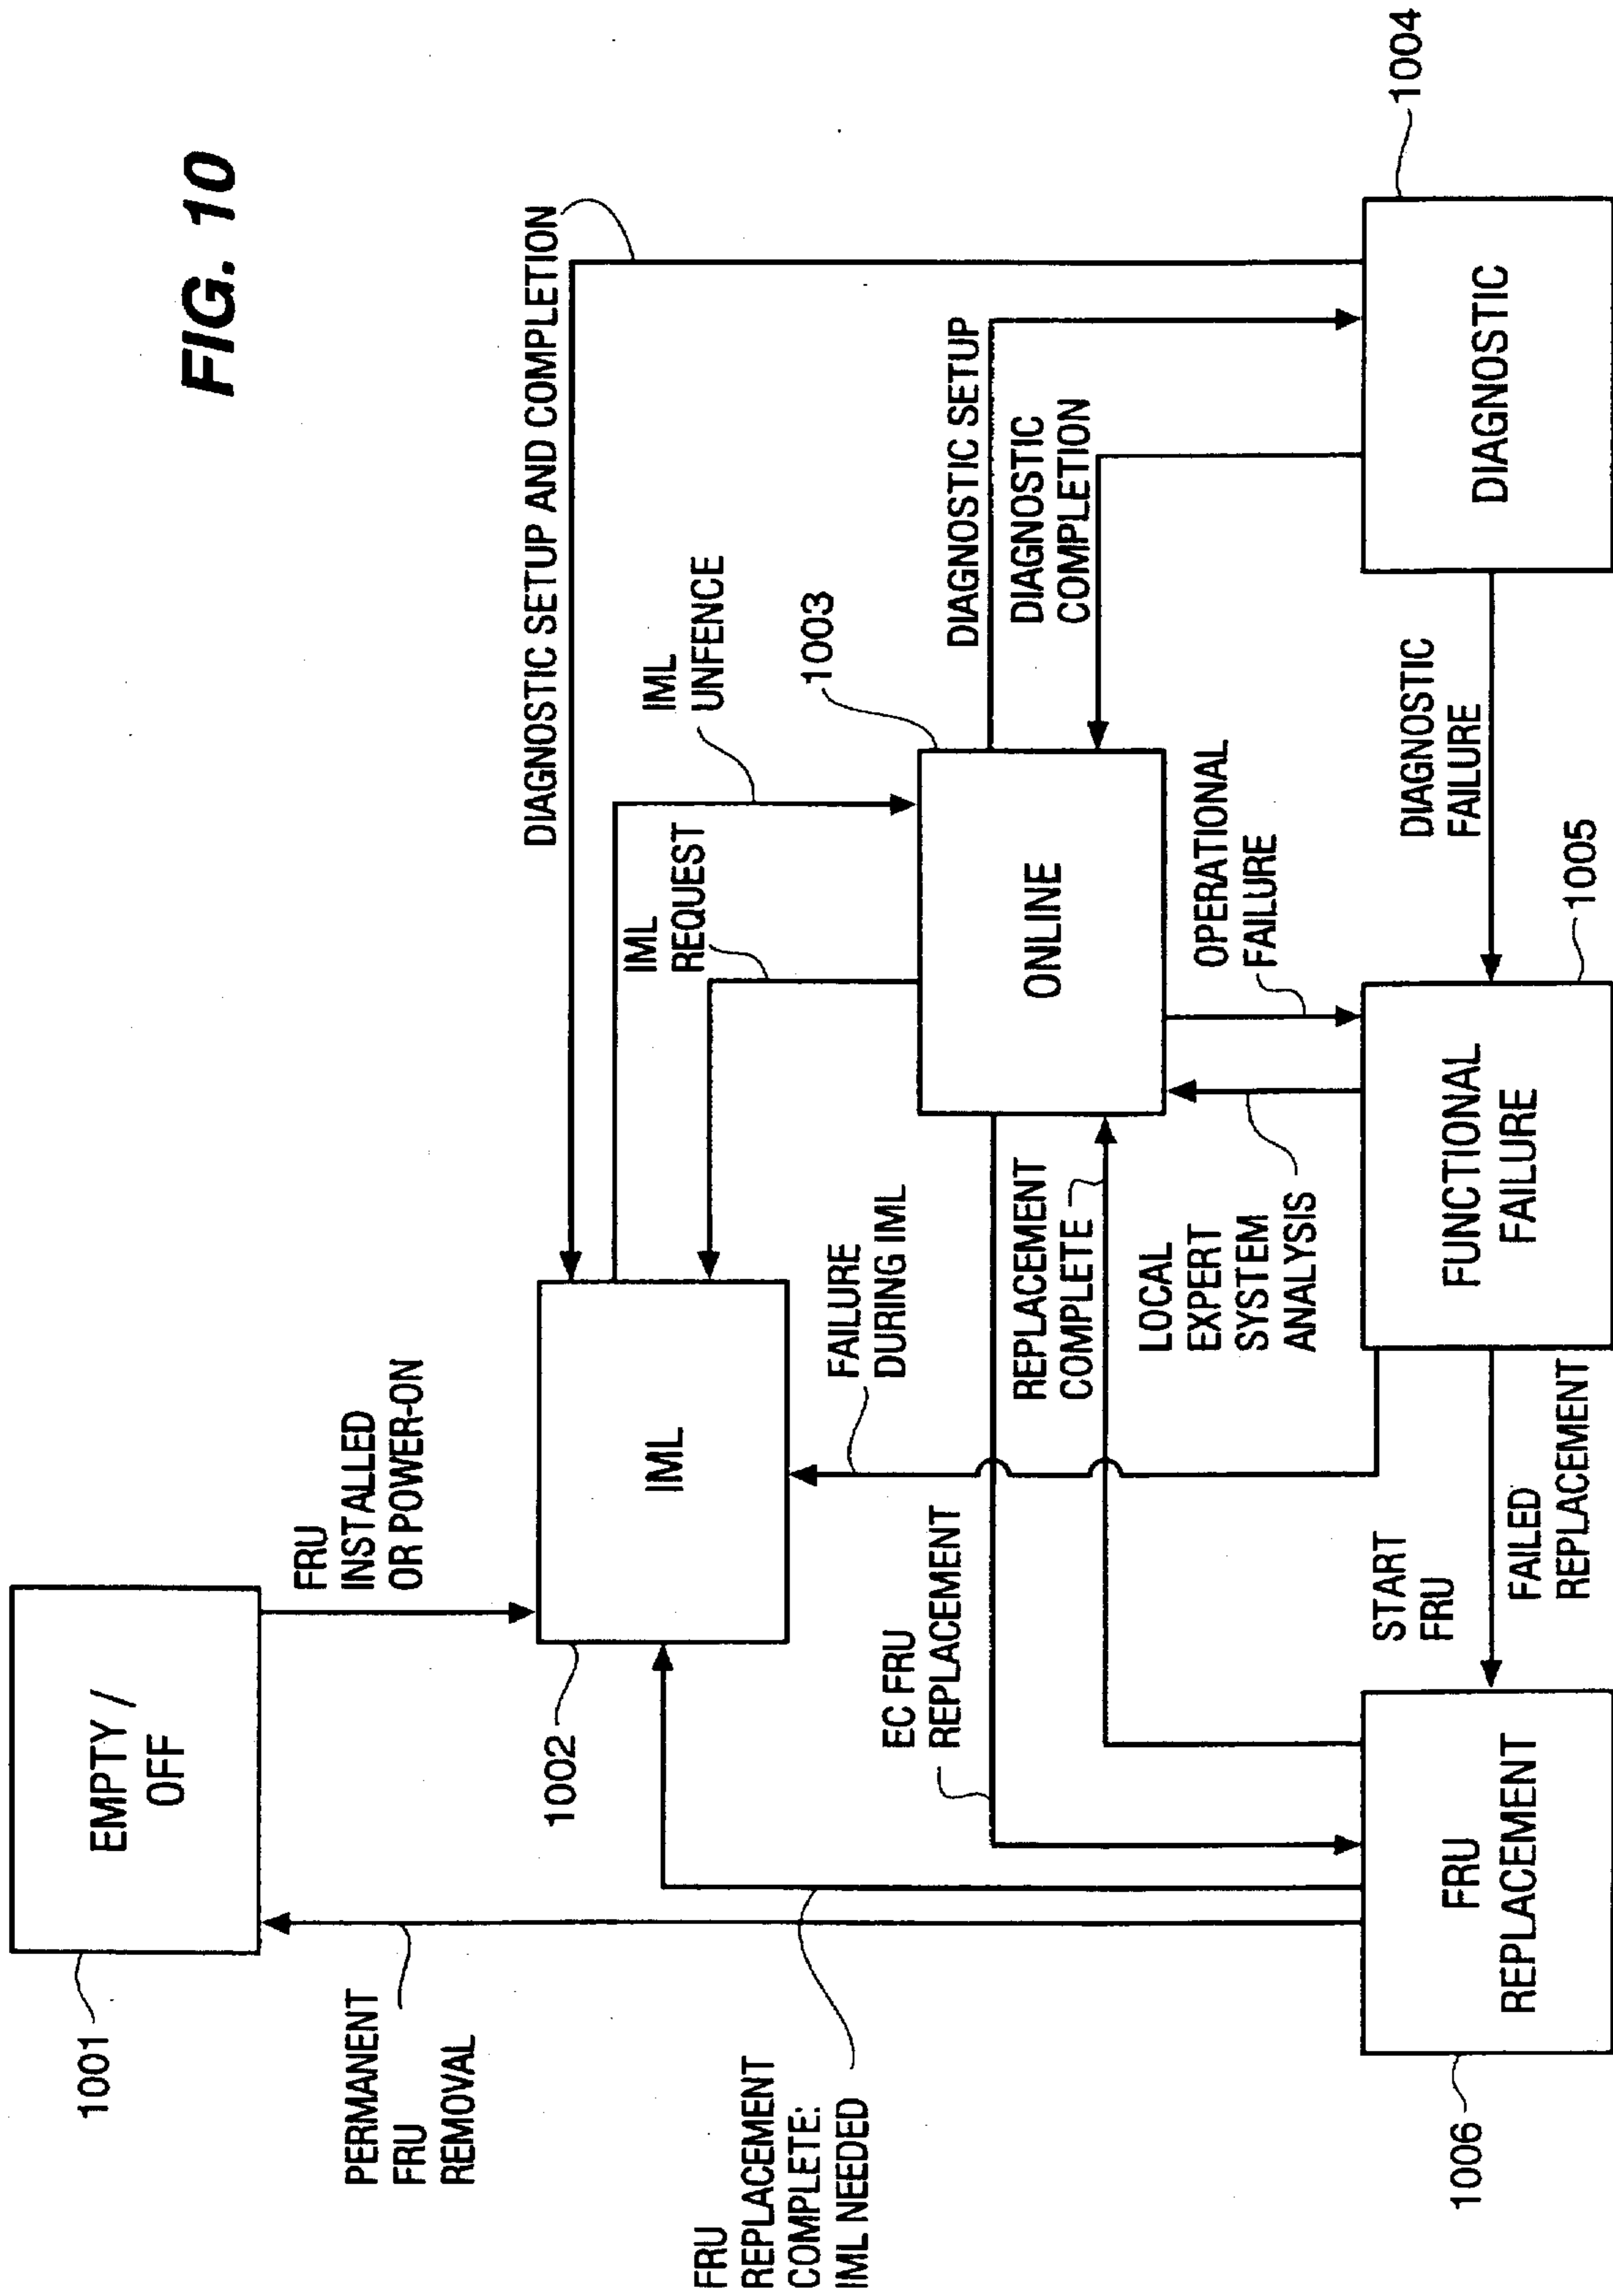 FIG. 10
EMPTY /
OFF
1001
FRU
INSTALLED
OR POWER-ON
PERMANENT
FRU
REMOVAL
DIAGNOSTIC SETUP AND COMPLETION
IML
1002
IML
UNFENCE
IML
REQUEST
FRU
REPLACEMENT
COMPLETE:
IML NEEDED
FAILURE
DURING IML
EC FRU
REPLACEMENT
1003
ONLINE
DIAGNOSTIC SETUP
DIAGNOSTIC
COMPLETION
REPLACEMENT
COMPLETE
LOCAL
EXPERT
SYSTEM
ANALYSIS
OPERATIONAL
FAILURE
1004
DIAGNOSTIC
DIAGNOSTIC
FAILURE
1005
FUNCTIONAL
FAILURE
START
FRU
FAILED
REPLACEMENT
FRU
REPLACEMENT
1006